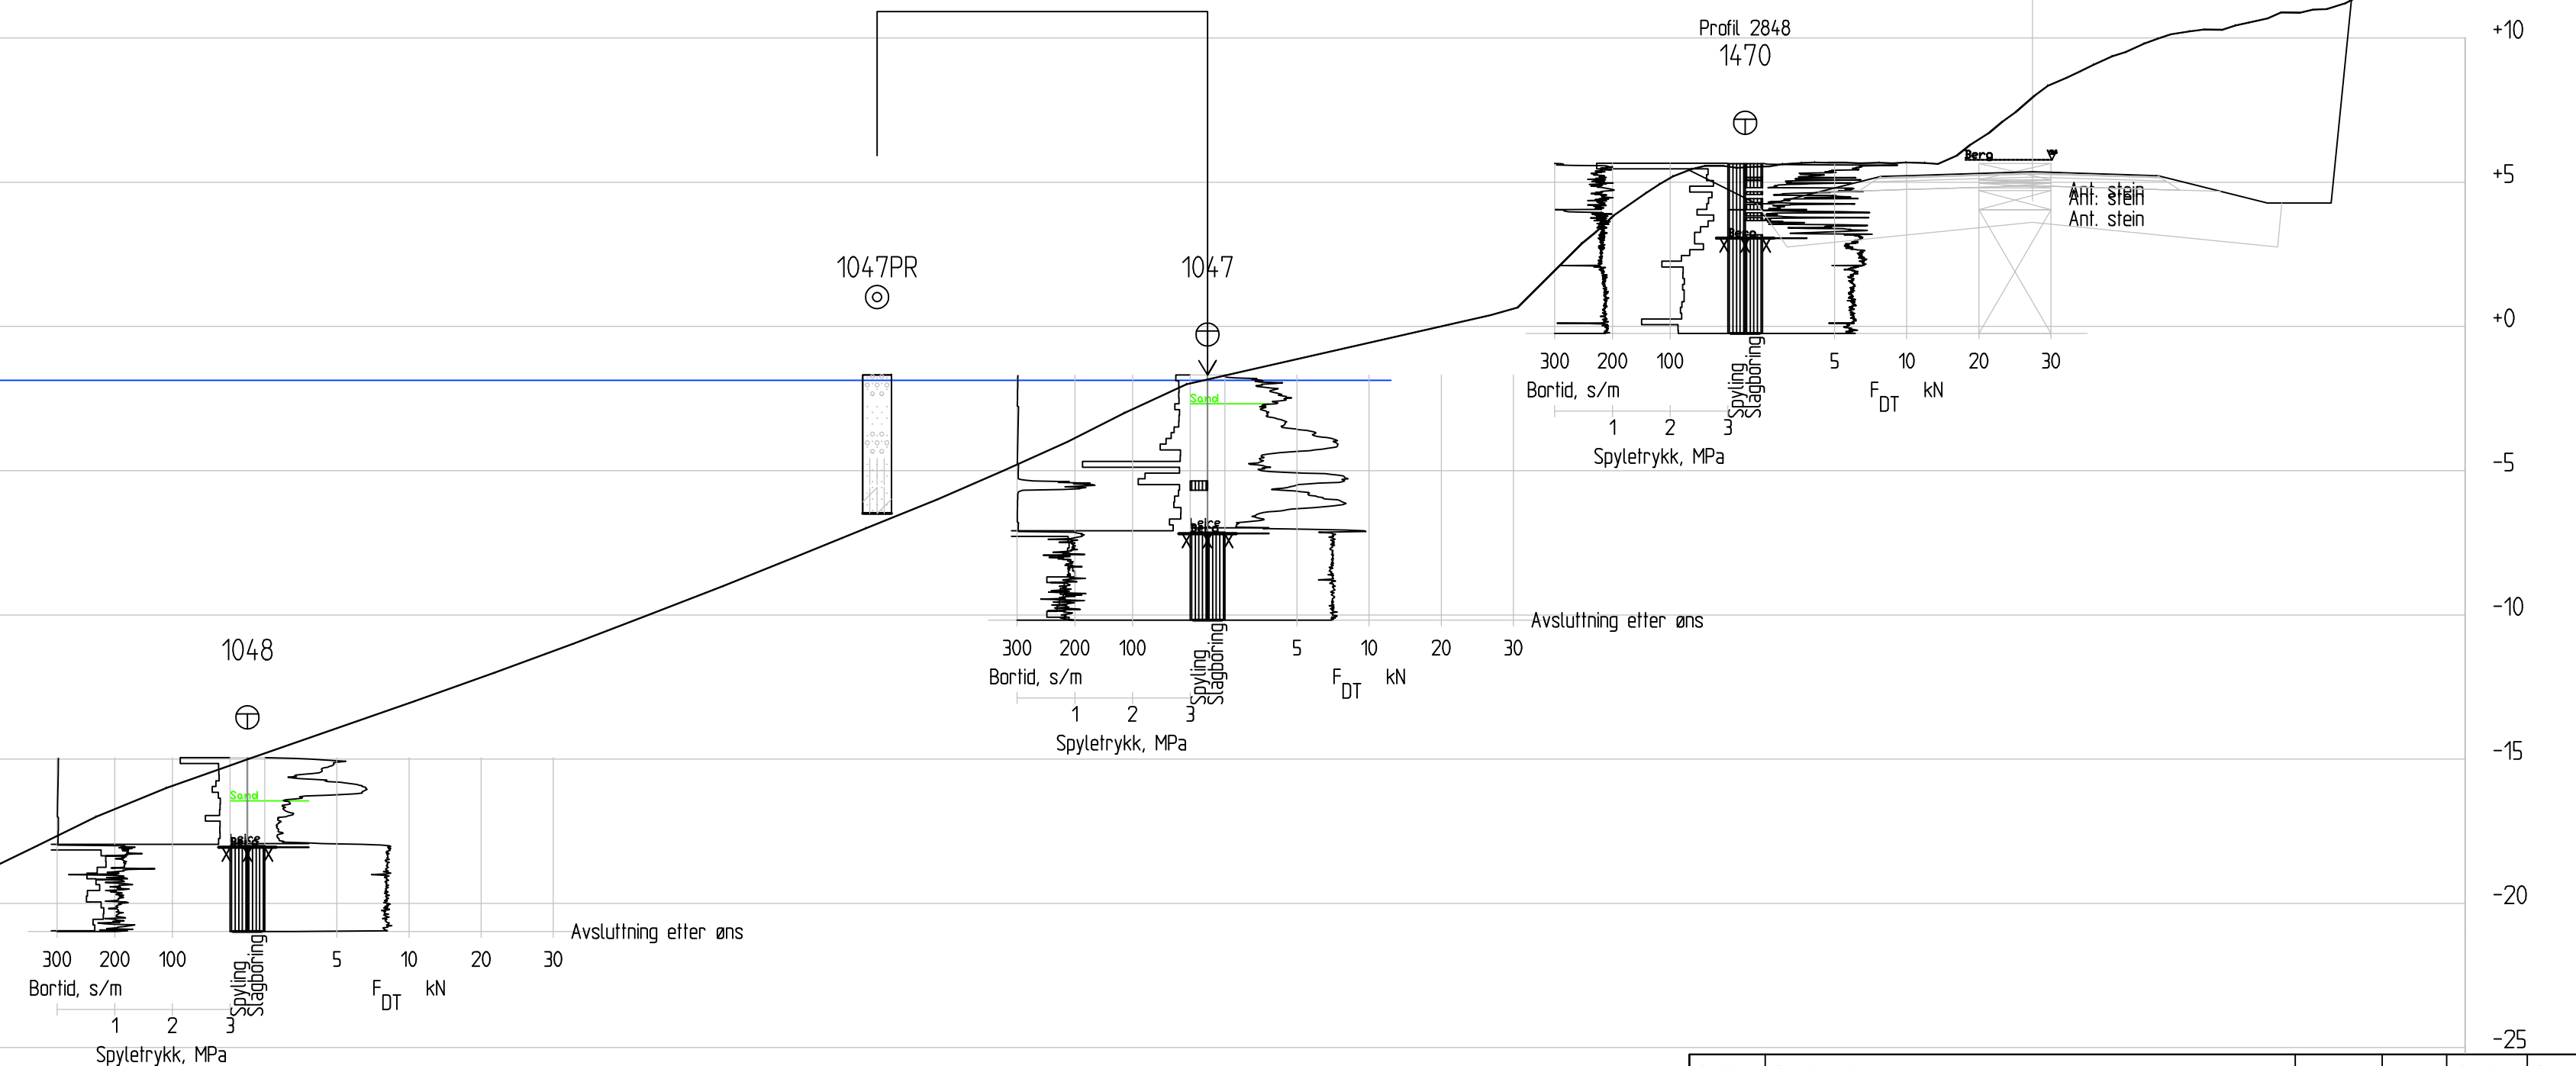 Profil 2848
1470
+10
Berg
+5
Ant. stein
Ant. stein
Ant. stein
Berg
1047PR
1047
+0
300 200 100 5 10 20 30
Bortid, s/m
Spyling
Slagboring
F DT kN
1 2 3
Spyletrykk, MPa
Sand
-5
Berg
-10
Avsluttning etter øns
300 200 100 5 10 20 30
Bortid, s/m
Spyling
Slagboring
F DT kN
1 2 3
Spyletrykk, MPa
1048
-15
Sand
-20
Avsluttning etter øns
300 200 100 5 10 20 30
Bortid, s/m
Spyling
Slagboring
F DT kN
1 2 3
Spyletrykk, MPa
-25